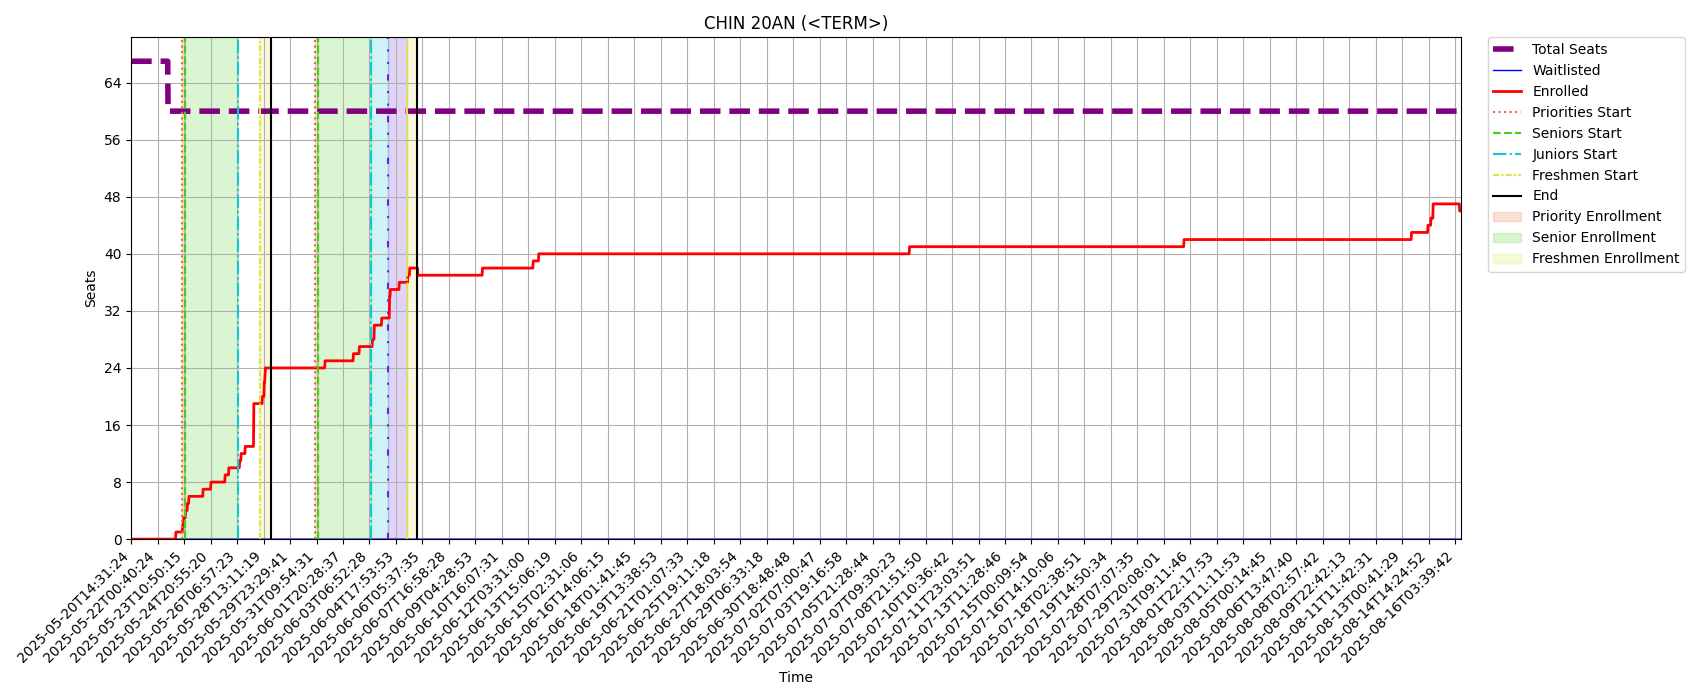 CHIN 20AN (<TERM>)
Total Seats
Waitlisted
Enrolled
Priorities Start
Seniors Start
Juniors Start
Freshmen Start
End
Priority Enrollment
Senior Enrollment
Freshmen Enrollment
Seats
64
56
48
40
32
24
16
8
0
2025-05-20T14:31:24
2025-05-22T00:40:24
2025-05-23T10:50:15
2025-05-24T20:55:20
2025-05-26T06:57:23
2025-05-28T13:11:19
2025-05-29T23:29:41
2025-05-31T09:54:31
2025-06-01T20:28:37
2025-06-03T06:52:28
2025-06-04T17:53:53
2025-06-06T05:37:35
2025-06-07T16:58:28
2025-06-09T04:28:53
2025-06-10T16:07:31
2025-06-12T03:31:00
2025-06-13T15:06:19
2025-06-15T02:31:06
2025-06-16T14:06:15
2025-06-18T01:41:45
2025-06-19T13:38:53
2025-06-21T01:07:33
2025-06-25T19:11:18
2025-06-27T18:03:54
2025-06-29T06:33:18
2025-06-30T18:48:48
2025-07-02T07:00:47
2025-07-03T19:16:58
2025-07-05T21:28:44
2025-07-07T09:30:23
2025-07-08T21:51:50
2025-07-10T10:36:42
2025-07-11T23:03:51
2025-07-13T11:28:46
2025-07-15T00:09:54
2025-07-16T14:10:06
2025-07-18T02:38:51
2025-07-19T14:50:34
2025-07-28T07:07:35
2025-07-29T20:08:01
2025-07-31T09:11:46
2025-08-01T22:17:53
2025-08-03T11:11:53
2025-08-05T00:14:45
2025-08-06T13:47:40
2025-08-08T02:57:42
2025-08-09T22:42:13
2025-08-11T11:42:31
2025-08-13T00:41:29
2025-08-14T14:24:52
2025-08-16T03:39:42
Time